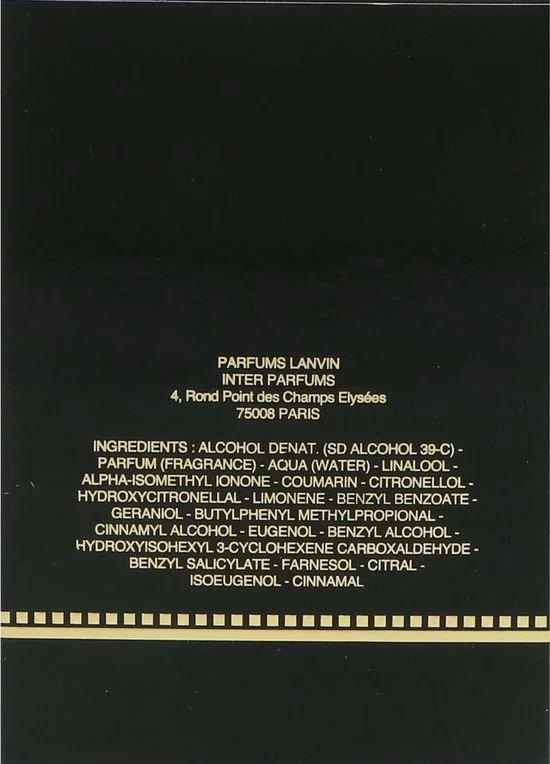 PARFUMS LANVIN
INTER PARFUMS
4, Rond Point des Champs Elysées
75008 PARIS
INGREDIENTS : ALCOHOL DENAT. (SD ALCOHOL 39-C) -
PARFUM (FRAGRANCE) - AQUA (WATER) - LINALOOL -
ALPHA-ISOMETHYL IONONE - COUMARIN - CITRONELLOL -
HYDROXYCITRONELLAL - LIMONENE - BENZYL BENZOATE -
GERANIOL - BUTYLPHENYL METHYLPROPIONAL -
CINNAMYL ALCOHOL - EUGENOL - BENZYL ALCOHOL -
HYDROXYISOHEXYL 3-CYCLOHEXENE CARBOXALDEHYDE -
BENZYL SALICYLATE - FARNESOL - CITRAL -
ISOEUGENOL - CINNAMAL